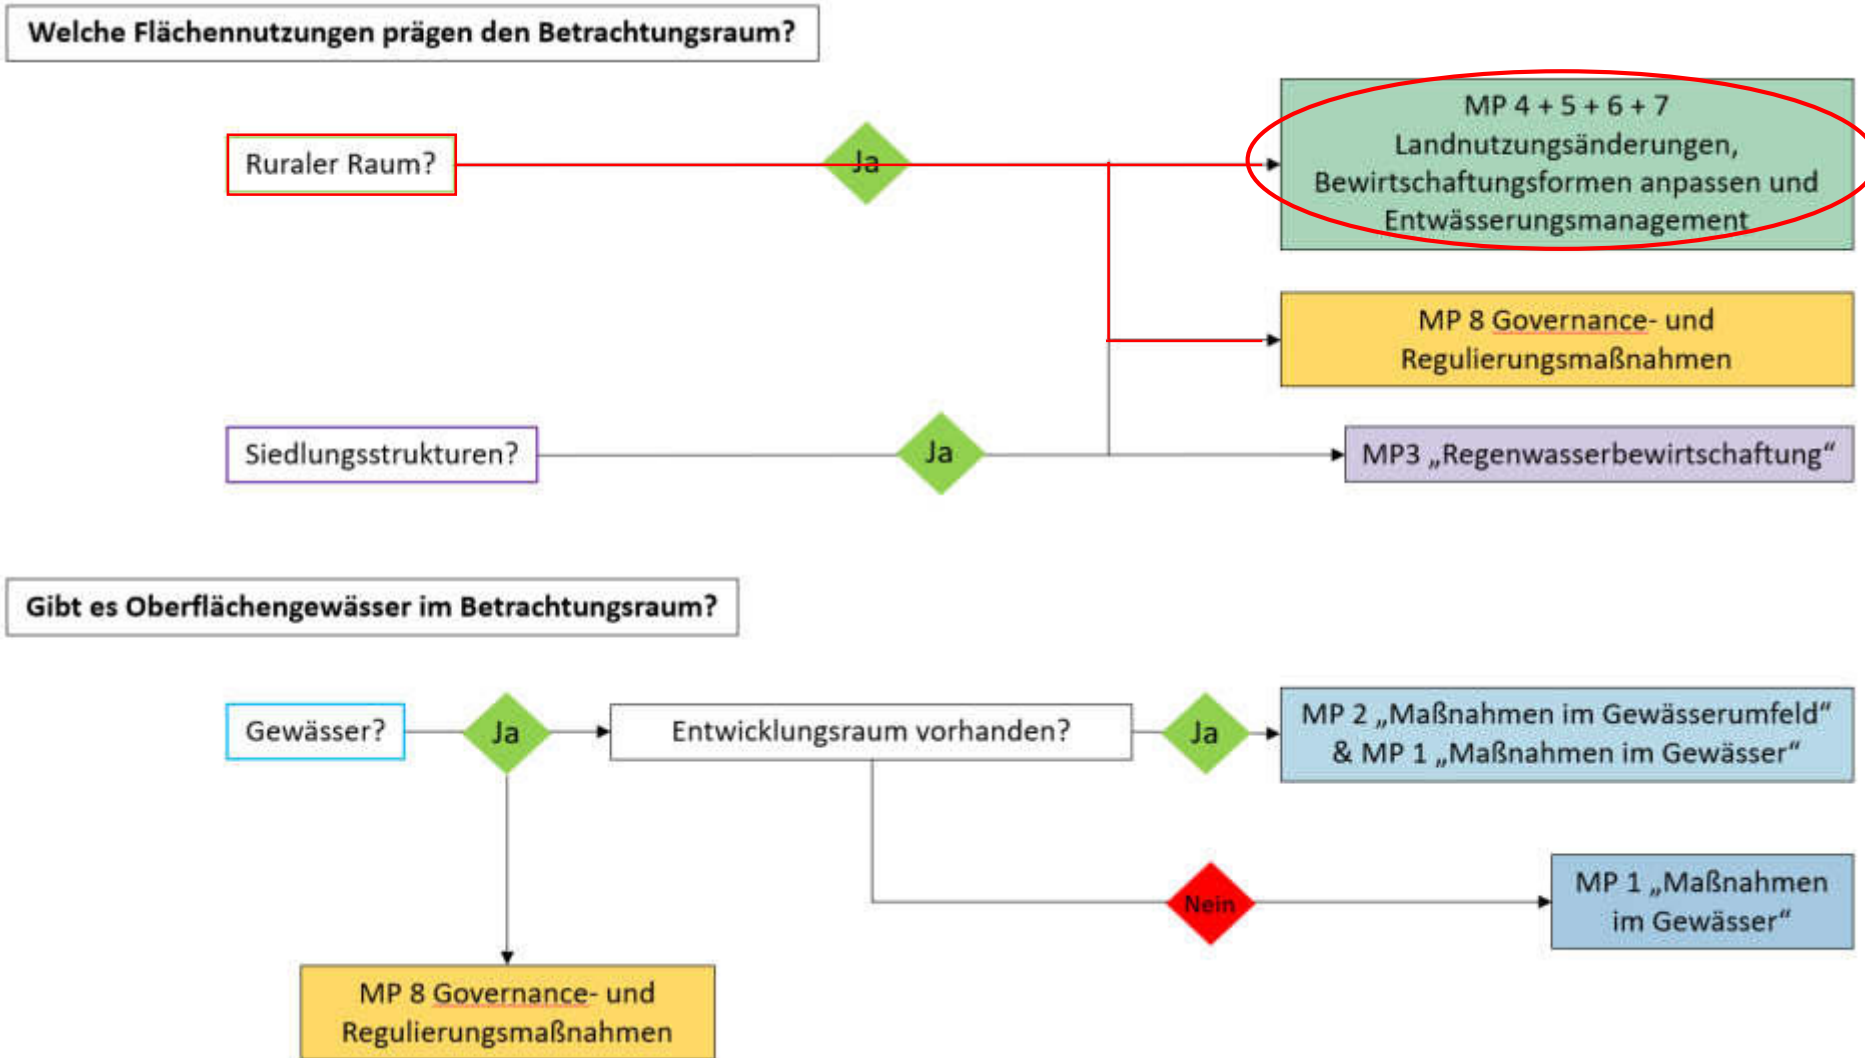 Welche Flächennutzungen prägen den Betrachtungsraum?
Ruraler Raum?
Ja
MP 4 + 5 + 6 + 7
Landnutzungsänderungen,
Bewirtschaftungsformen anpassen und
Entwässerungsmanagement
MP 8 Governance- und
Regulierungsmaßnahmen
Siedlungsstrukturen?
Ja
MP3 „Regenwasserbewirtschaftung“
Gibt es Oberflächengewässer im Betrachtungsraum?
Gewässer?
Ja
Entwicklungsraum vorhanden?
Ja
MP 2 „Maßnahmen im Gewässerumfeld“
& MP 1 „Maßnahmen im Gewässer“
Nein
MP 1 „Maßnahmen
im Gewässer“
MP 8 Governance- und
Regulierungsmaßnahmen